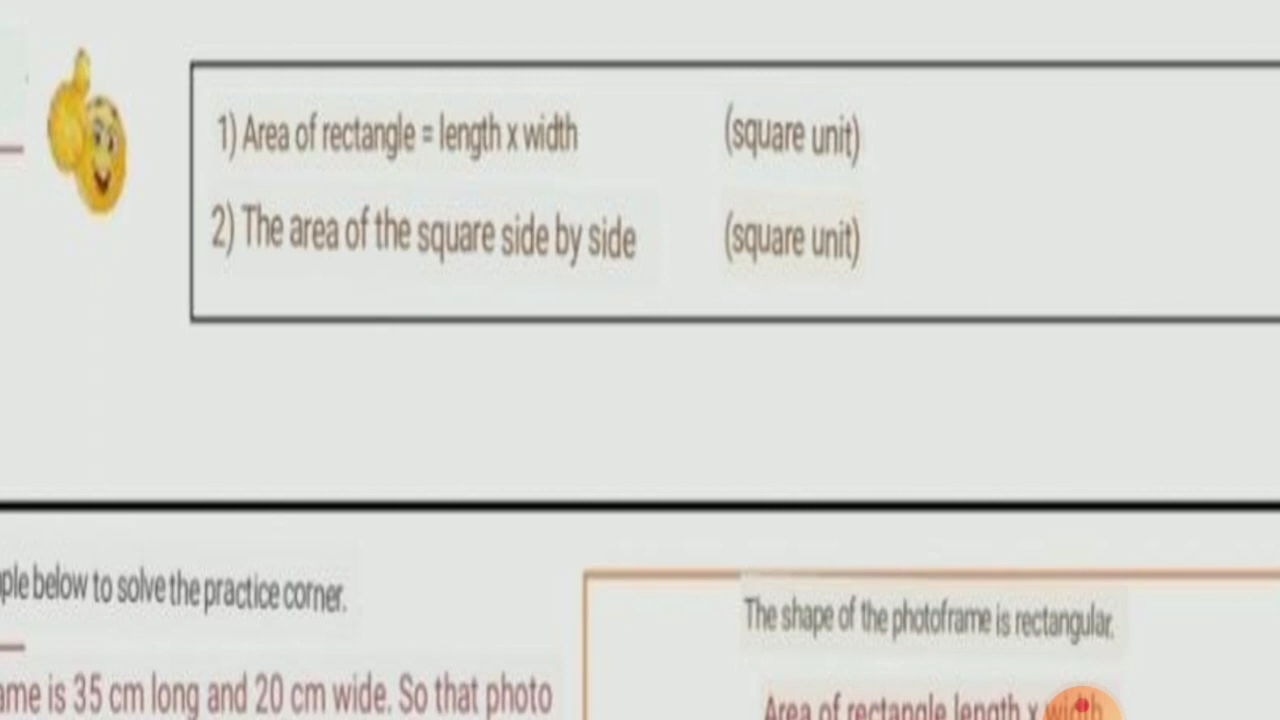 1) Area of rectangle = length x width (square unit)
2) The area of the square side by side (square unit)
ple below to solve the practice corner.
The shape of the photoframe is rectangular.
ame is 35 cm long and 20 cm wide. So that photo
Area of rectangle length x width